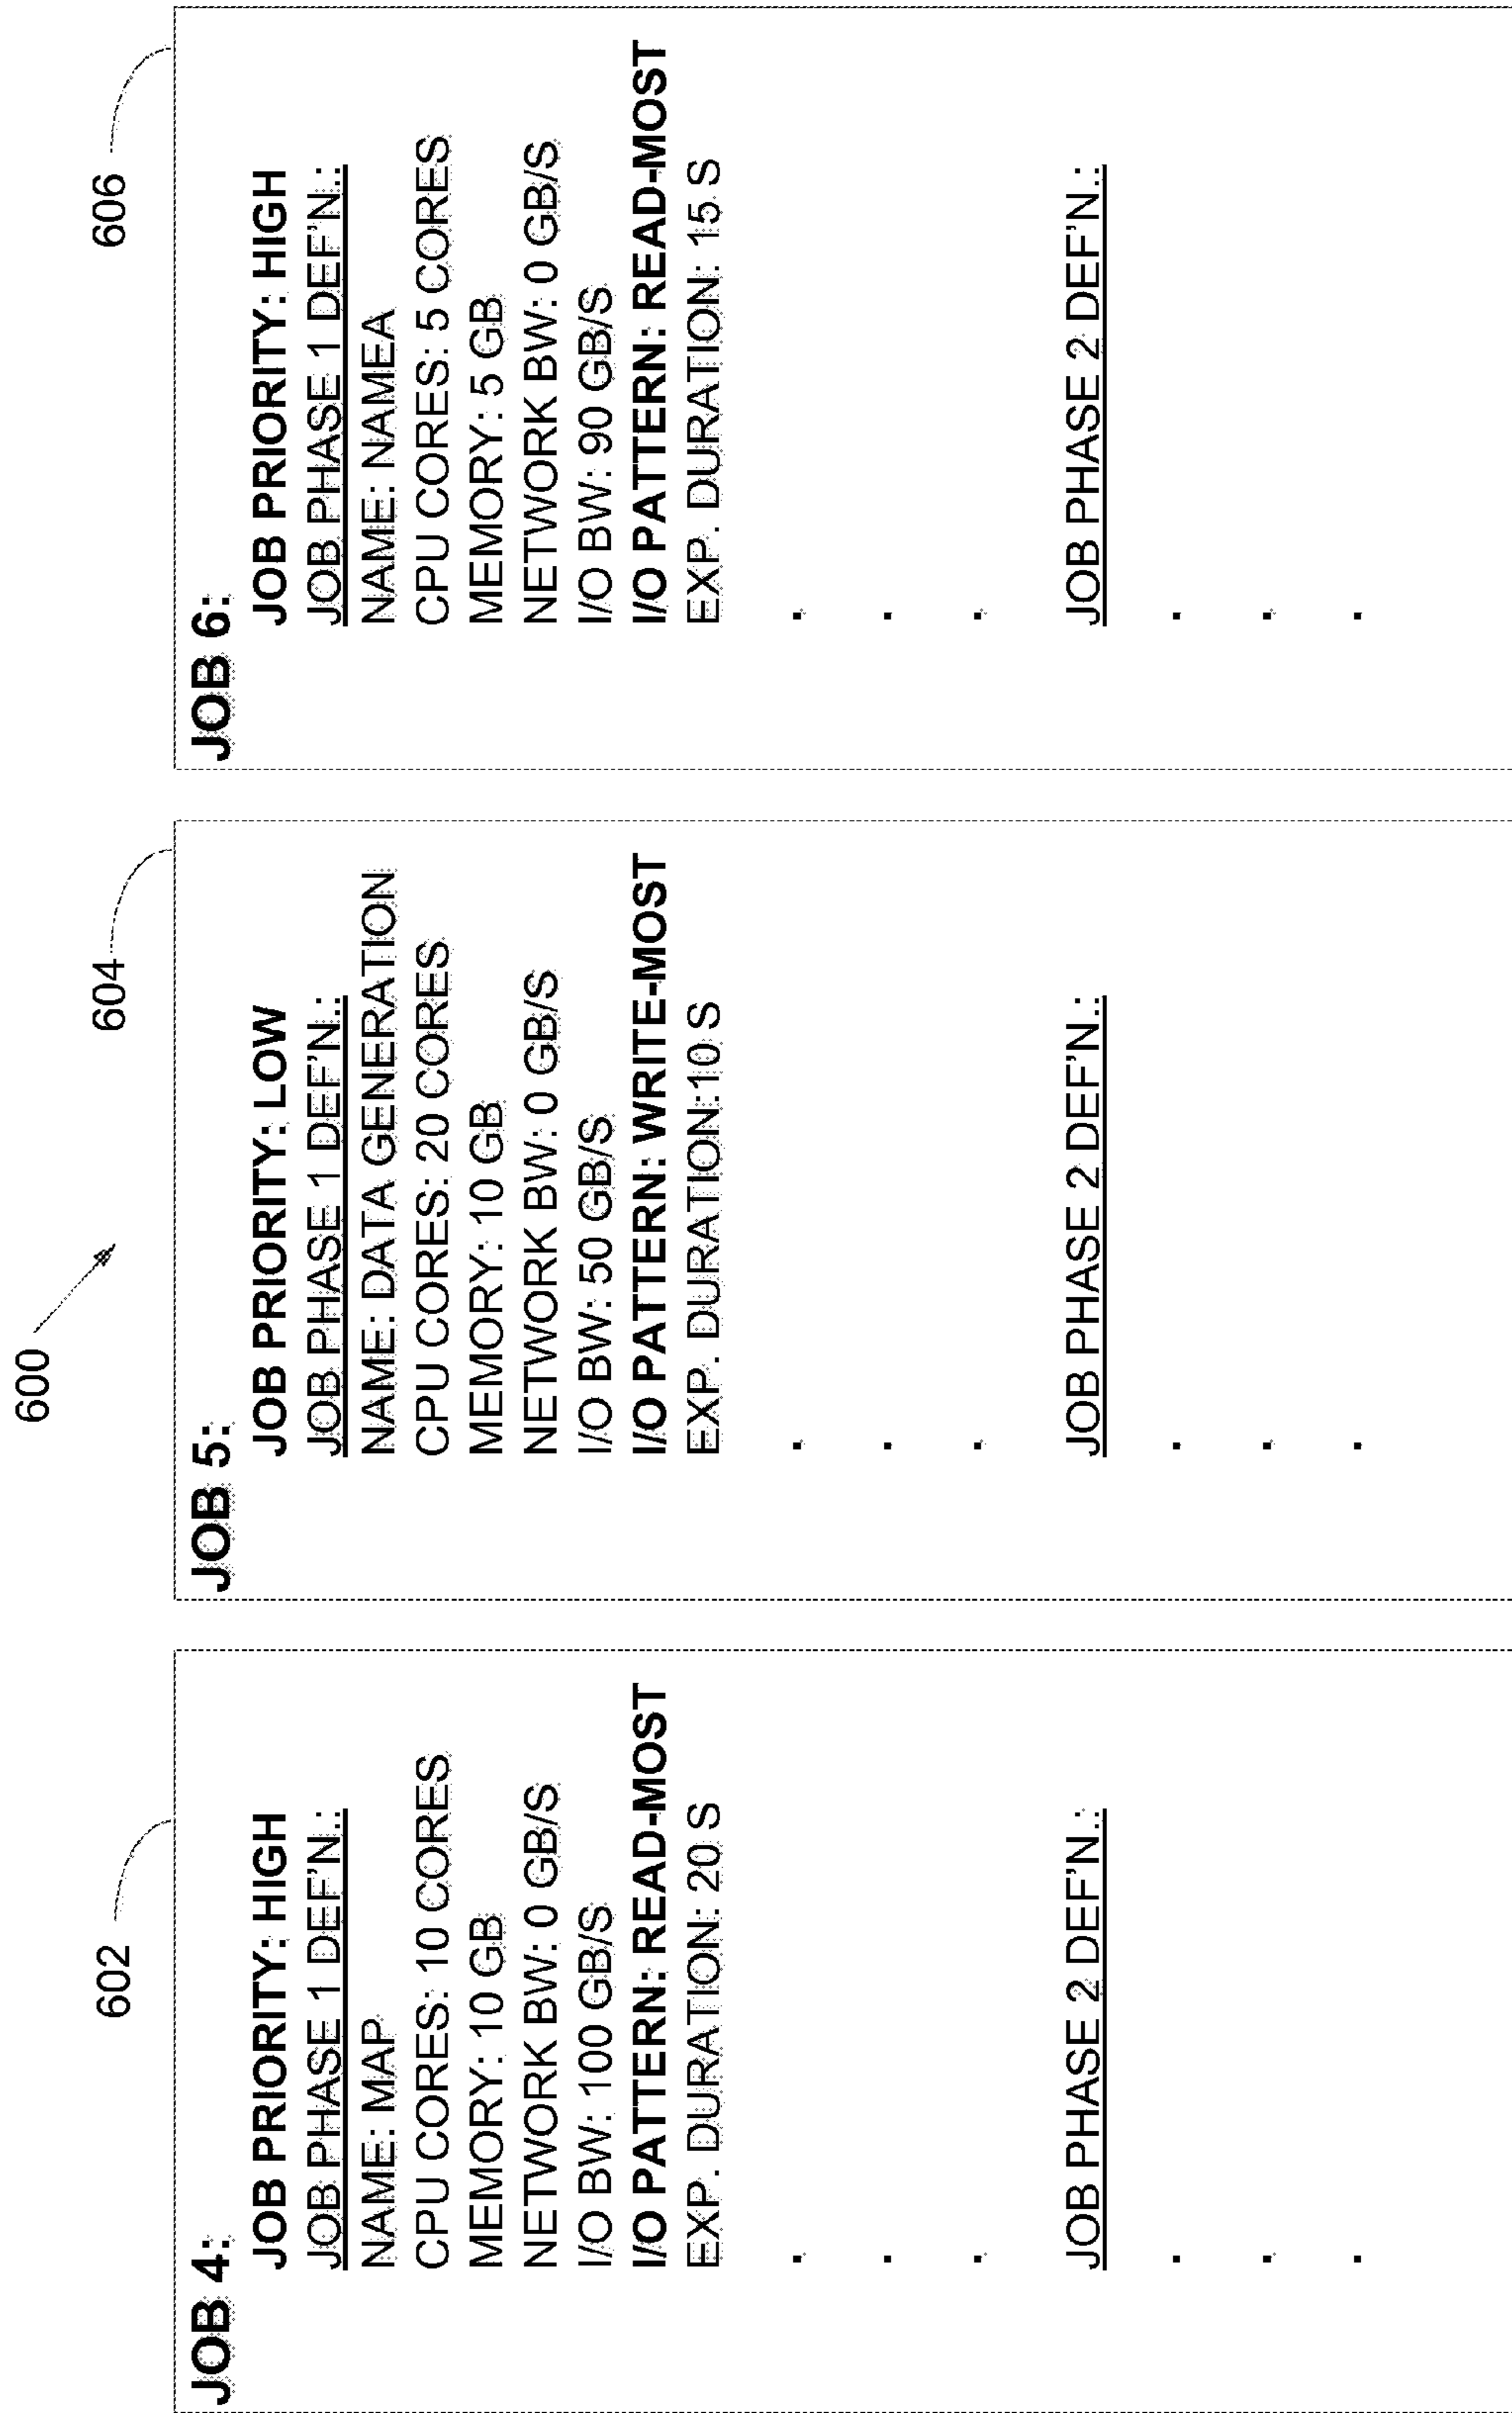 600
602
JOB 4:
JOB PRIORITY: HIGH
JOB PHASE 1 DEF'N.:
NAME: MAP
CPU CORES: 10 CORES
MEMORY: 10 GB
NETWORK BW: 0 GB/S
I/O BW: 100 GB/S
I/O PATTERN: READ-MOST
EXP. DURATION: 20 S
.
.
.
JOB PHASE 2 DEF'N.:
.
.
.
604
JOB 5:
JOB PRIORITY: LOW
JOB PHASE 1 DEF'N.:
NAME: DATA GENERATION
CPU CORES: 20 CORES
MEMORY: 10 GB
NETWORK BW: 0 GB/S
I/O BW: 50 GB/S
I/O PATTERN: WRITE-MOST
EXP. DURATION:10 S
.
.
.
JOB PHASE 2 DEF'N.:
.
.
.
606
JOB 6:
JOB PRIORITY: HIGH
JOB PHASE 1 DEF'N.:
NAME: NAMEA
CPU CORES: 5 CORES
MEMORY: 5 GB
NETWORK BW: 0 GB/S
I/O BW: 90 GB/S
I/O PATTERN: READ-MOST
EXP. DURATION: 15 S
.
.
.
JOB PHASE 2 DEF'N.:
.
.
.